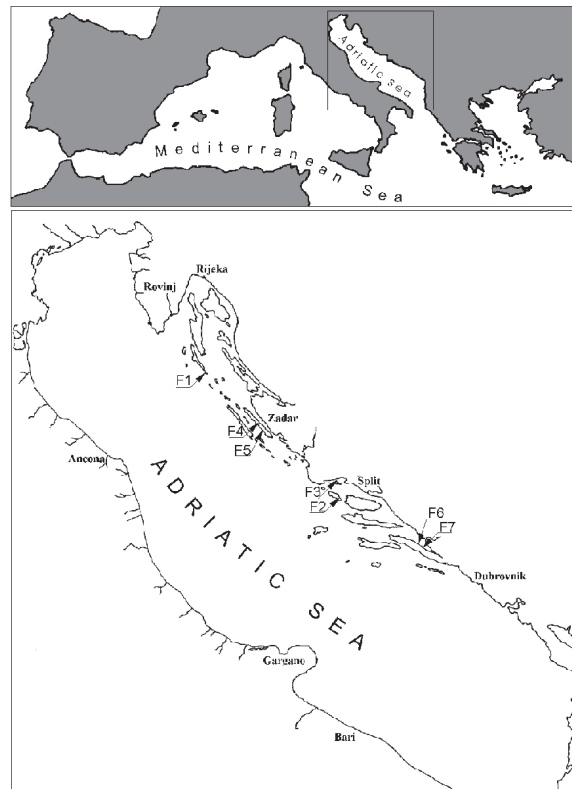 Adriatic sea
Mediterranean Sea
Rijeka
Rovinj
F1
Zadar
F4
F5
Ancona
Split
F3
F2
F6
F7
ADRIATIC SEA
Dubrovnik
Gargano
Bari